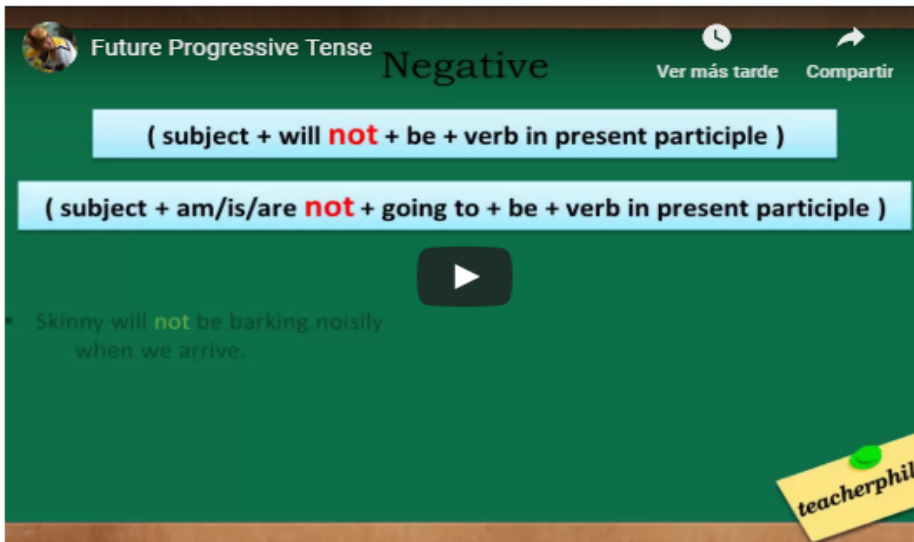 Future Progressive Tense
Negative
Ver más tarde
Compartir
( subject + will not + be + verb in present participle )
( subject + am/is/are not + going to + be + verb in present participle )
▪ Skinny will not be barking noisily
when we arrive.
teacherphil